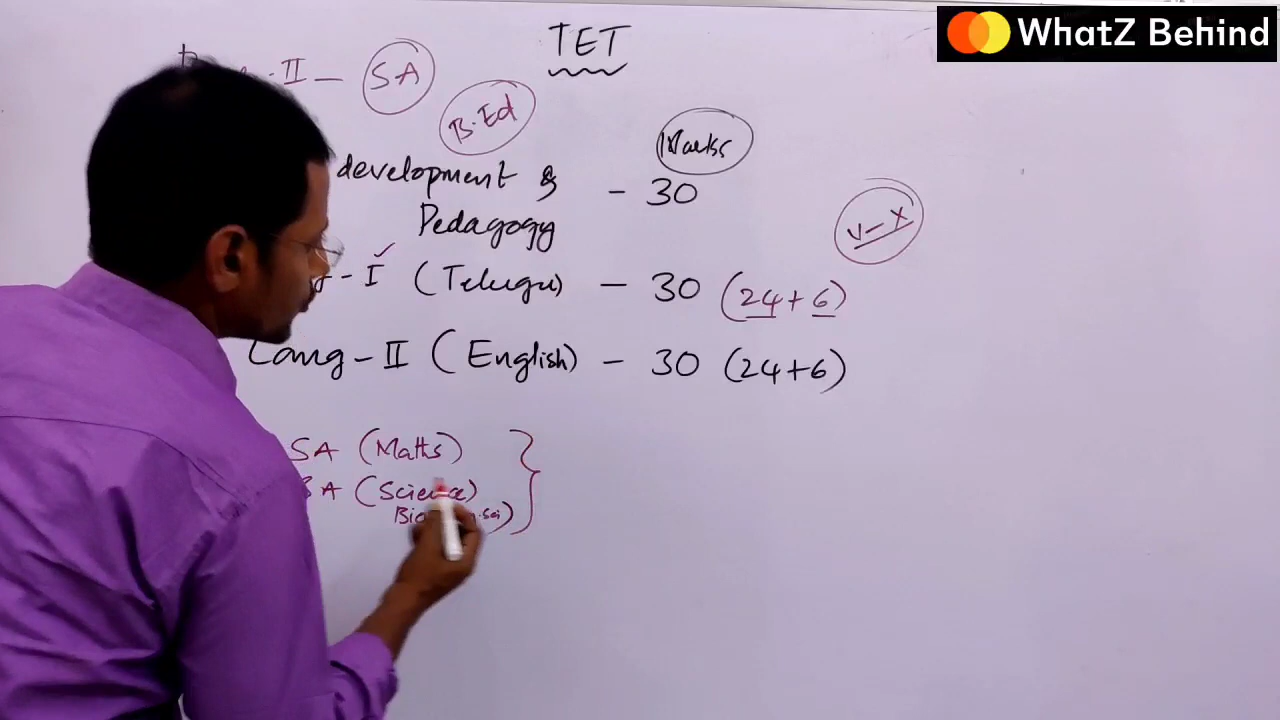 WhatZ Behind
TET
II - SA
B.Ed
Marks
development & - 30
Pedagogy
V-X
- I (Telugu) - 30 (24+6)
Lang-II (English) - 30 (24+6)
SA (Maths)
SA (Science)